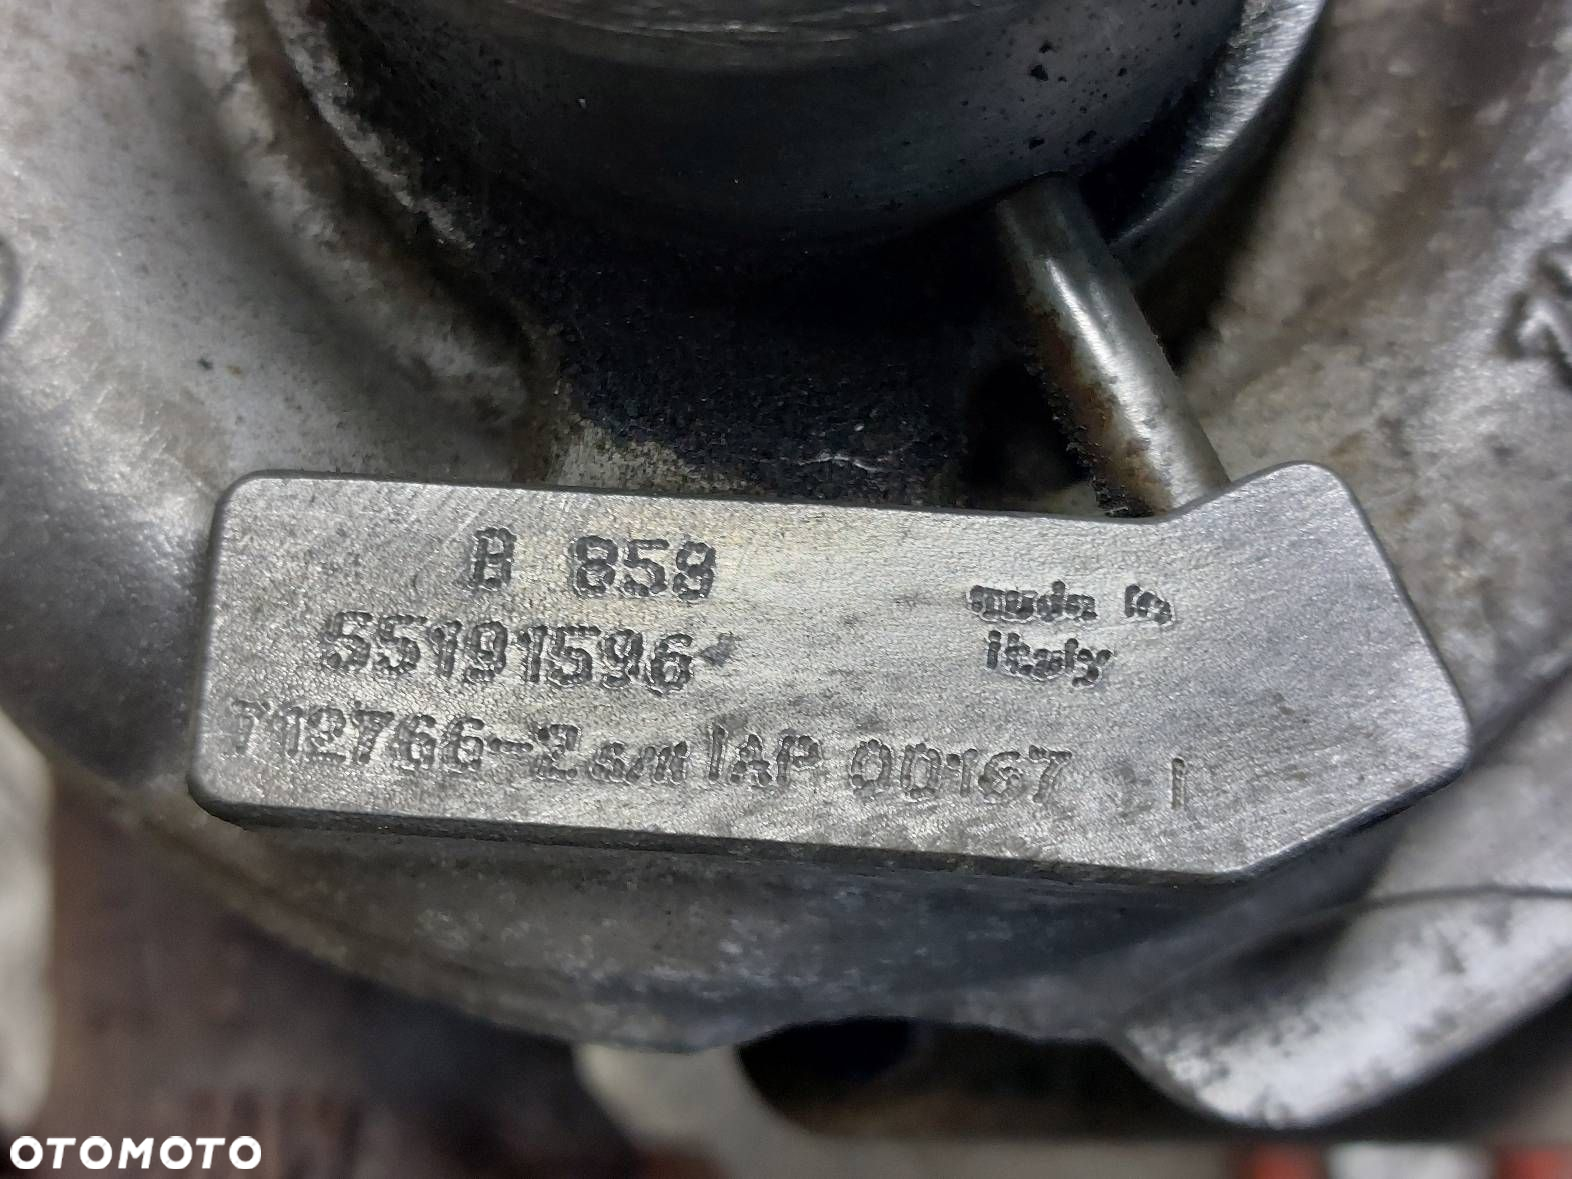 B 858
55191596
712766-2 s/n IAP 00167 I
made in
italy
OTOMOTO